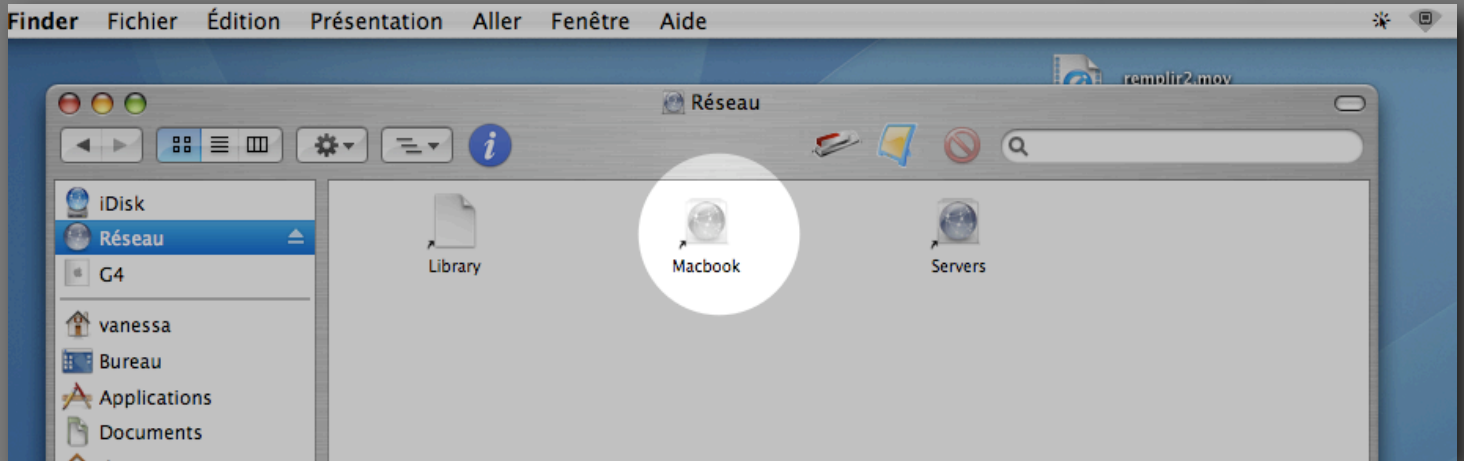 Finder Fichier Édition Présentation Aller Fenêtre Aide
remplir2.mov
Réseau
iDisk
Réseau
G4
vanessa
Bureau
Applications
Documents
Library
Macbook
Servers